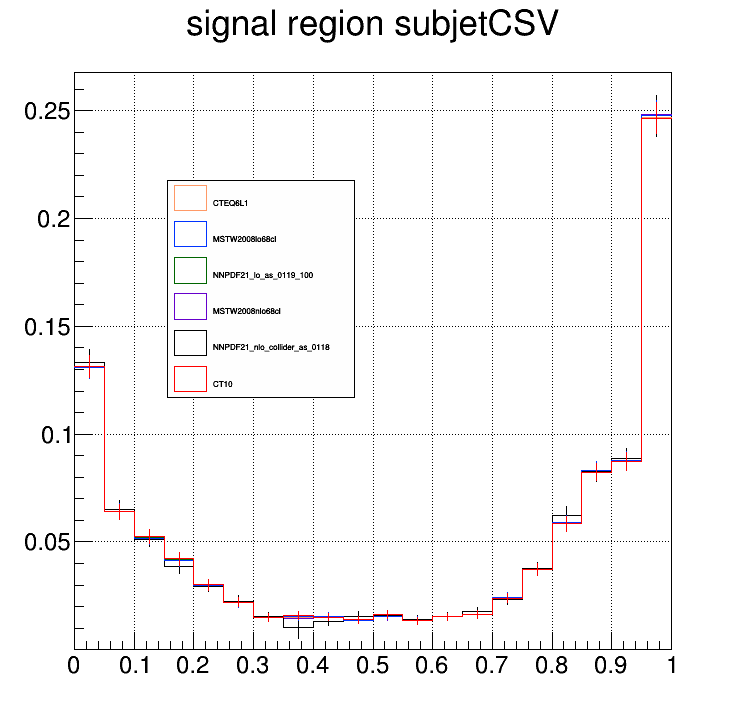 signal region subjetCSV
0.25
0.2
0.15
0.1
0.05
CTEQ6L1
MSTW2008lo68cl
NNPDF21_lo_as_0119_100
MSTW2008nlo68cl
NNPDF21_nlo_collider_as_0118
CT10
0 0.1 0.2 0.3 0.4 0.5 0.6 0.7 0.8 0.9 1